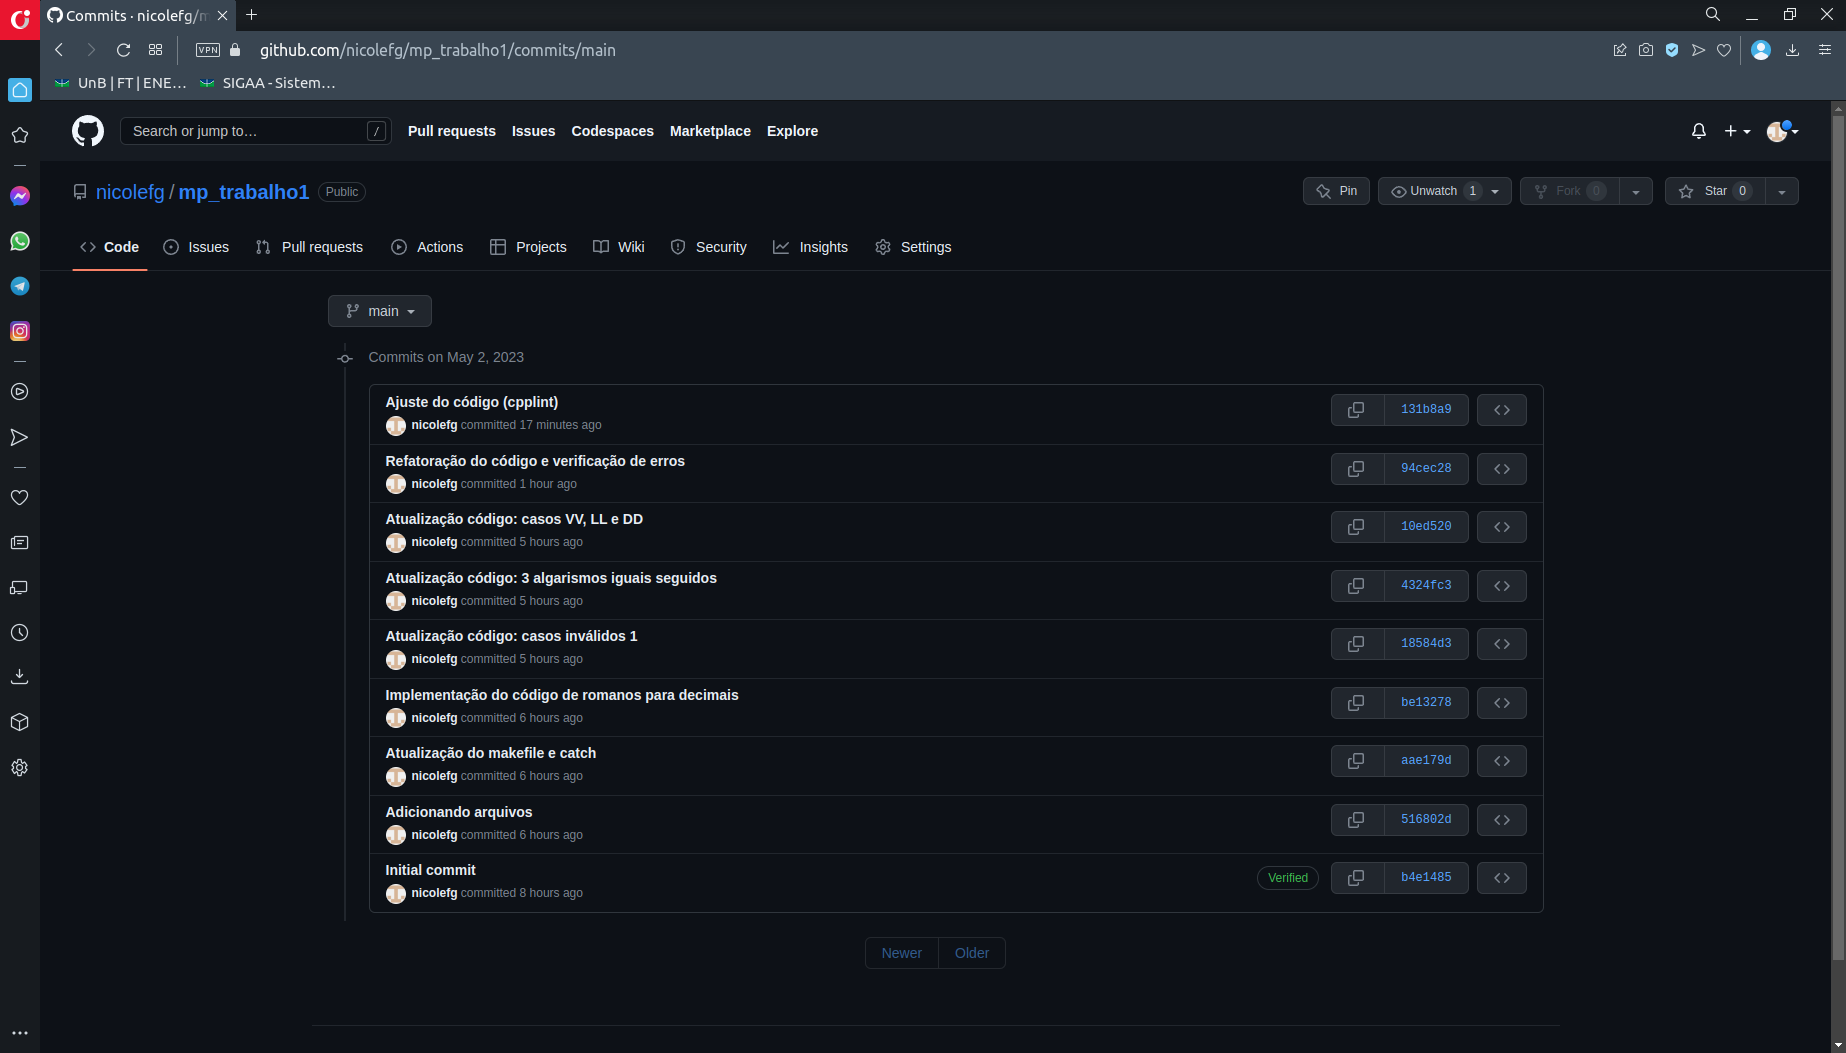 Commits · nicolefg/m
VPN github.com/nicolefg/mp_trabalho1/commits/main
UnB | FT | ENE… SIGAA - Sistem…
Search or jump to… / Pull requests Issues Codespaces Marketplace Explore
nicolefg / mp_trabalho1 Public Pin Unwatch 1 Fork 0 Star 0
Code Issues Pull requests Actions Projects Wiki Security Insights Settings
main
Commits on May 2, 2023
Ajuste do código (cpplint)
nicolefg committed 17 minutes ago 131b8a9
Refatoração do código e verificação de erros
nicolefg committed 1 hour ago 94cec28
Atualização código: casos VV, LL e DD
nicolefg committed 5 hours ago 10ed520
Atualização código: 3 algarismos iguais seguidos
nicolefg committed 5 hours ago 4324fc3
Atualização código: casos inválidos 1
nicolefg committed 5 hours ago 18584d3
Implementação do código de romanos para decimais
nicolefg committed 6 hours ago be13278
Atualização do makefile e catch
nicolefg committed 6 hours ago aae179d
Adicionando arquivos
nicolefg committed 6 hours ago 516802d
Initial commit
nicolefg committed 8 hours ago Verified b4e1485
Newer Older